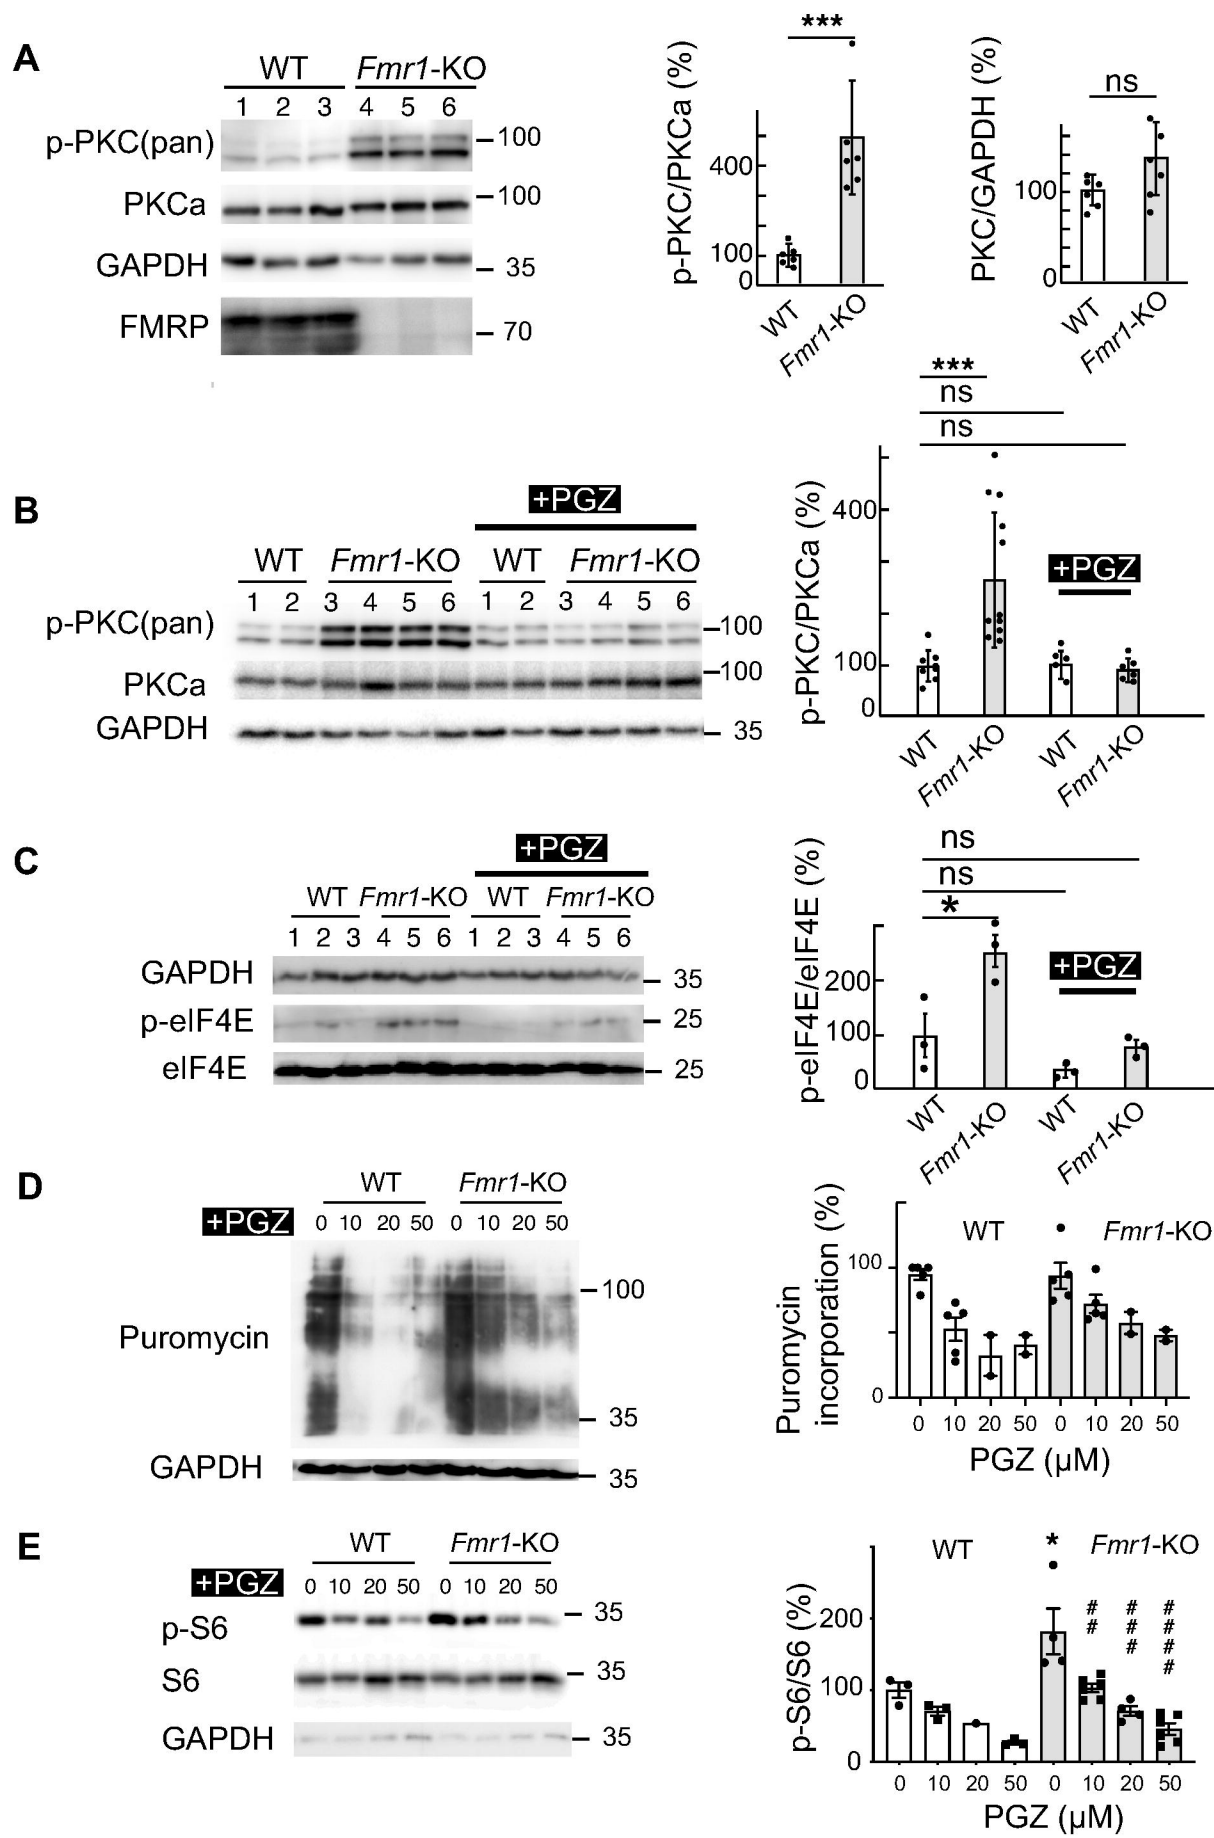 A
WT Fmr1-KO
1 2 3 4 5 6
p-PKC(pan) 100
PKCa 100
GAPDH 35
FMRP 70
p-PKC/PKCa (%)
***
400
100
0
WT Fmr1-KO
PKC/GAPDH (%)
ns
100
0
WT Fmr1-KO
B
+PGZ
WT Fmr1-KO WT Fmr1-KO
1 2 3 4 5 6 1 2 3 4 5 6
p-PKC(pan) 100
PKCa 100
GAPDH 35
p-PKC/PKCa (%)
***
ns
ns
400
+PGZ
100
0
WT Fmr1-KO WT Fmr1-KO
C
+PGZ
WT Fmr1-KO WT Fmr1-KO
1 2 3 4 5 6 1 2 3 4 5 6
GAPDH 35
p-eIF4E 25
eIF4E 25
p-eIF4E/eIF4E (%)
ns
ns
*
+PGZ
200
100
0
WT Fmr1-KO WT Fmr1-KO
D
WT Fmr1-KO
+PGZ 0 10 20 50 0 10 20 50
100
Puromycin
35
GAPDH 35
Puromycin
incorporation (%)
WT Fmr1-KO
100
0
0 10 20 50 0 10 20 50
PGZ (µM)
E
WT Fmr1-KO
+PGZ 0 10 20 50 0 10 20 50
p-S6 35
S6 35
GAPDH 35
p-S6/S6 (%)
WT * Fmr1-KO
200
## ### ####
100
0
0 10 20 50 0 10 20 50
PGZ (µM)